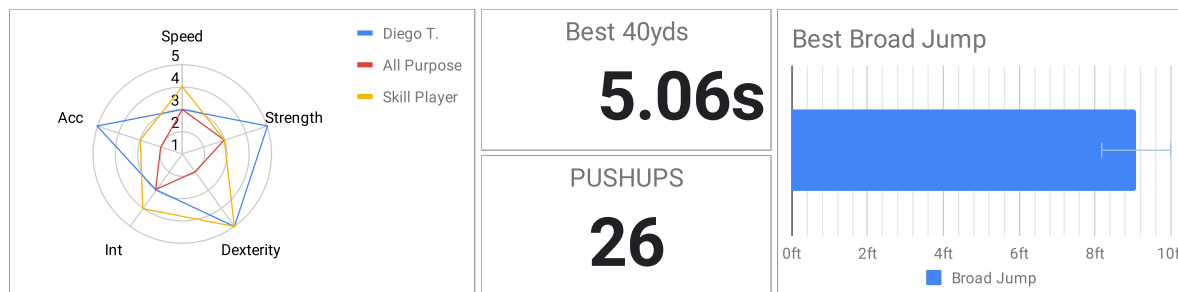 Speed
5
4
3
2
1
Acc
Strength
Int
Dexterity
Diego T.
All Purpose
Skill Player
Best 40yds
5.06s
PUSHUPS
26
Best Broad Jump
0ft 2ft 4ft 6ft 8ft 10f
Broad Jump